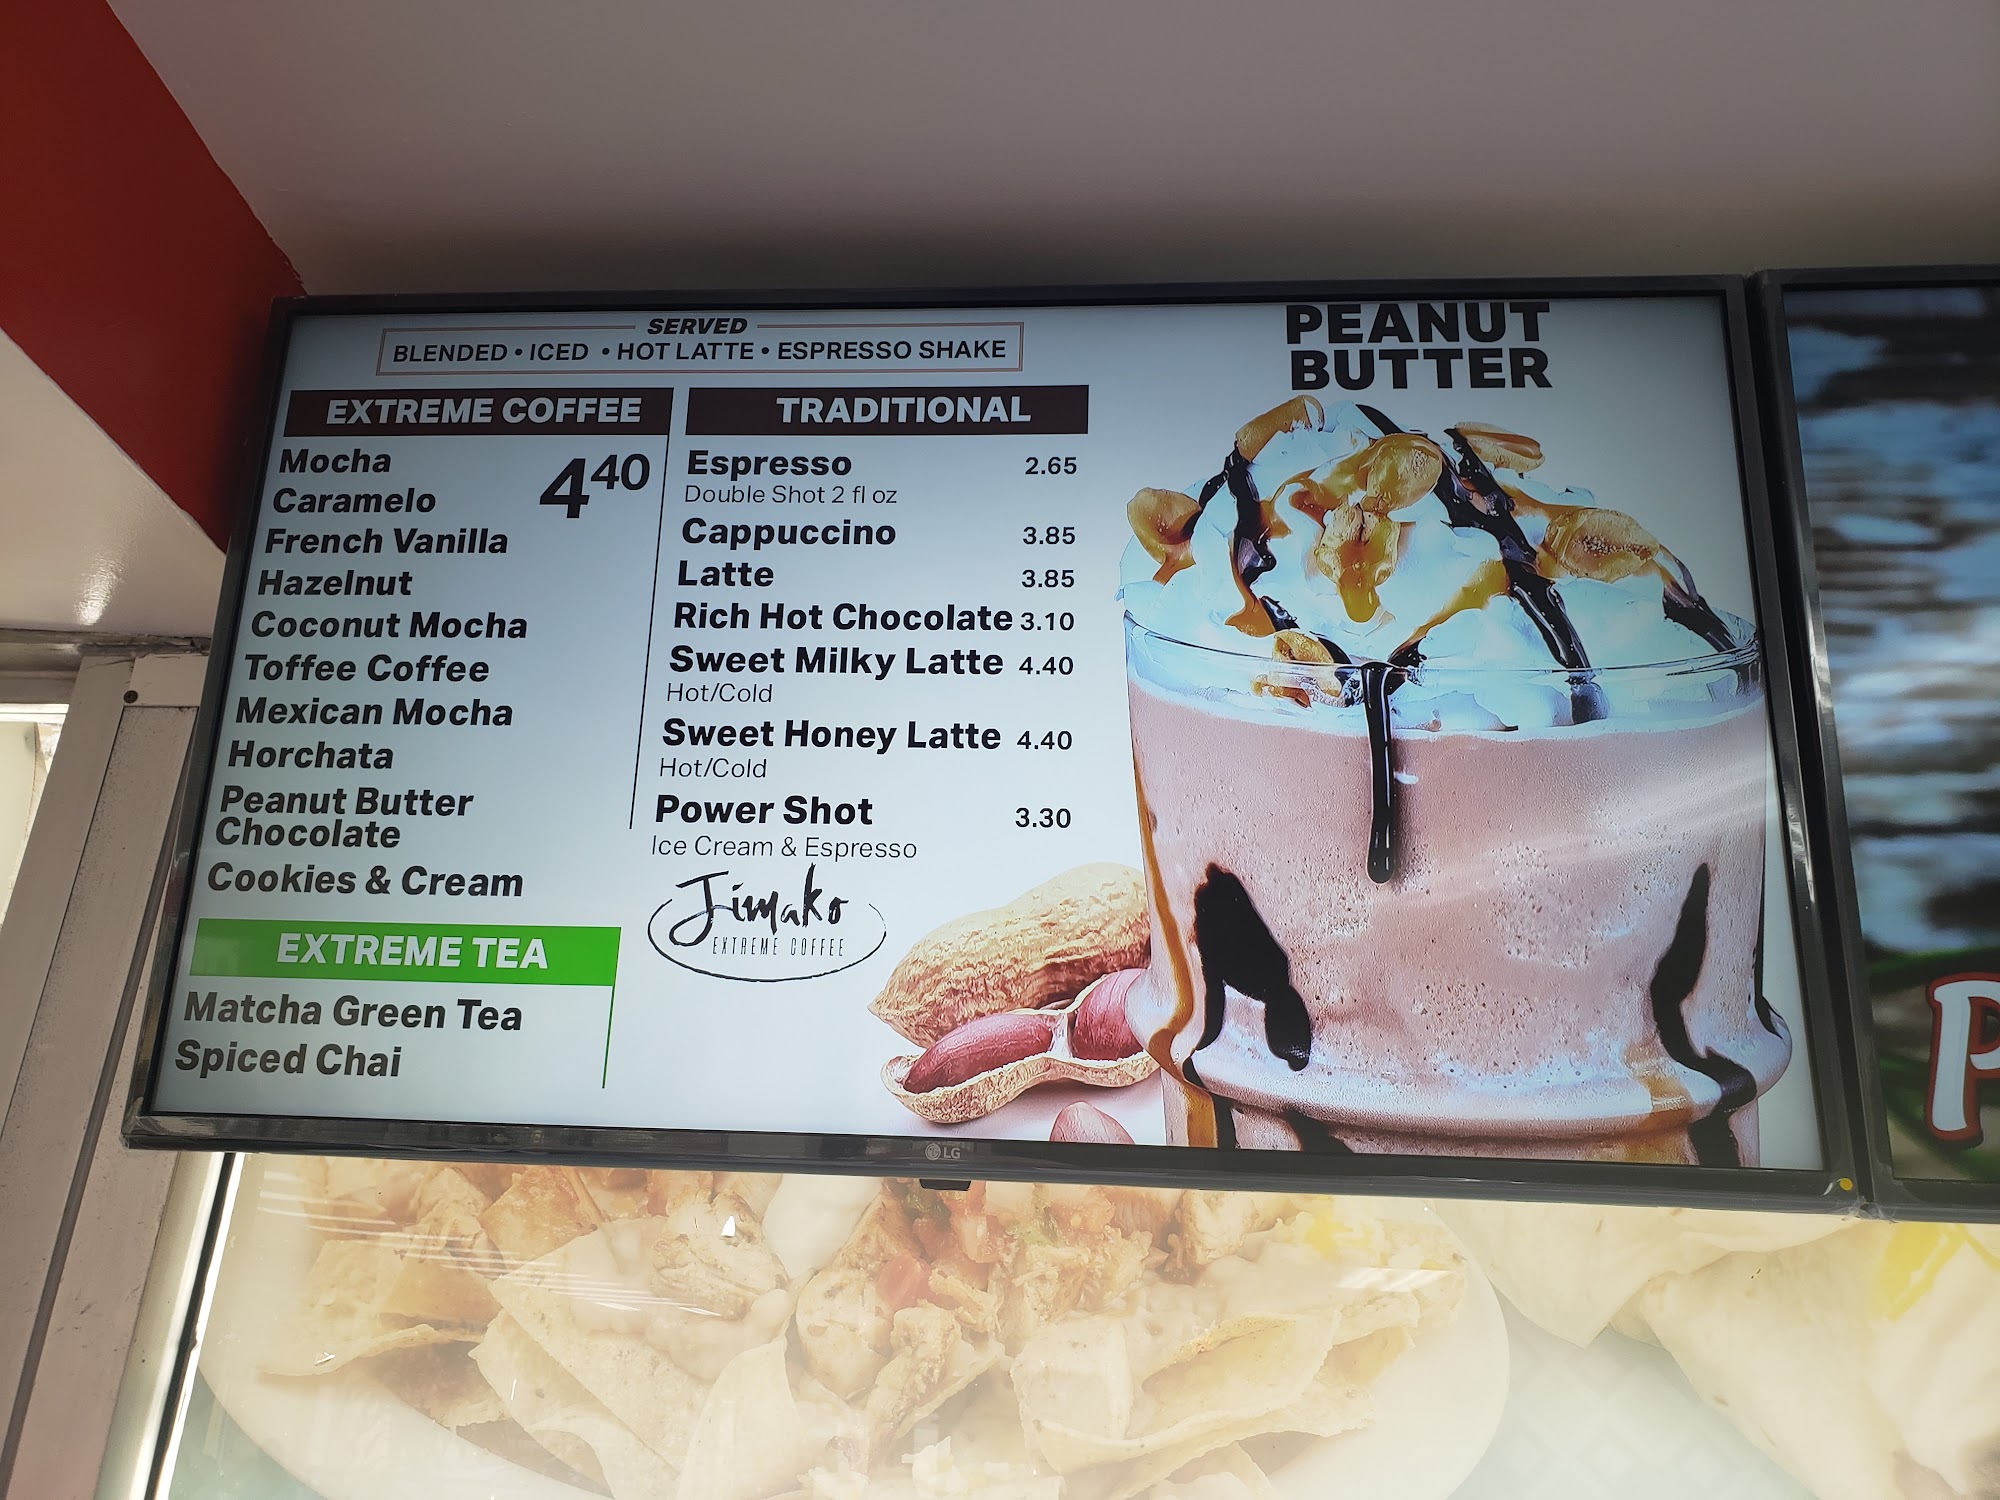 SERVED
BLENDED • ICED • HOT LATTE • ESPRESSO SHAKE
EXTREME COFFEE
Mocha
Caramelo
4 40
French Vanilla
Hazelnut
Coconut Mocha
Toffee Coffee
Mexican Mocha
Horchata
Peanut Butter
Chocolate
Cookies & Cream
EXTREME TEA
Matcha Green Tea
Spiced Chai
TRADITIONAL
Espresso 2.65
Double Shot 2 fl oz
Cappuccino 3.85
Latte 3.85
Rich Hot Chocolate 3.10
Sweet Milky Latte 4.40
Hot/Cold
Sweet Honey Latte 4.40
Hot/Cold
Power Shot 3.30
Ice Cream & Espresso
Jimako
EXTREME COFFEE
PEANUT
BUTTER
LG
P